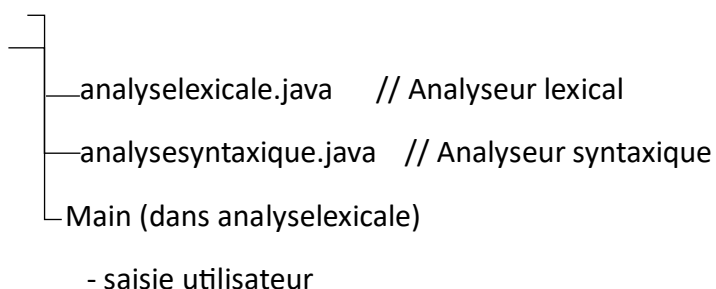 analyselexicale.java // Analyseur lexical
analysesyntaxique.java // Analyseur syntaxique
Main (dans analyselexicale)
- saisie utilisateur